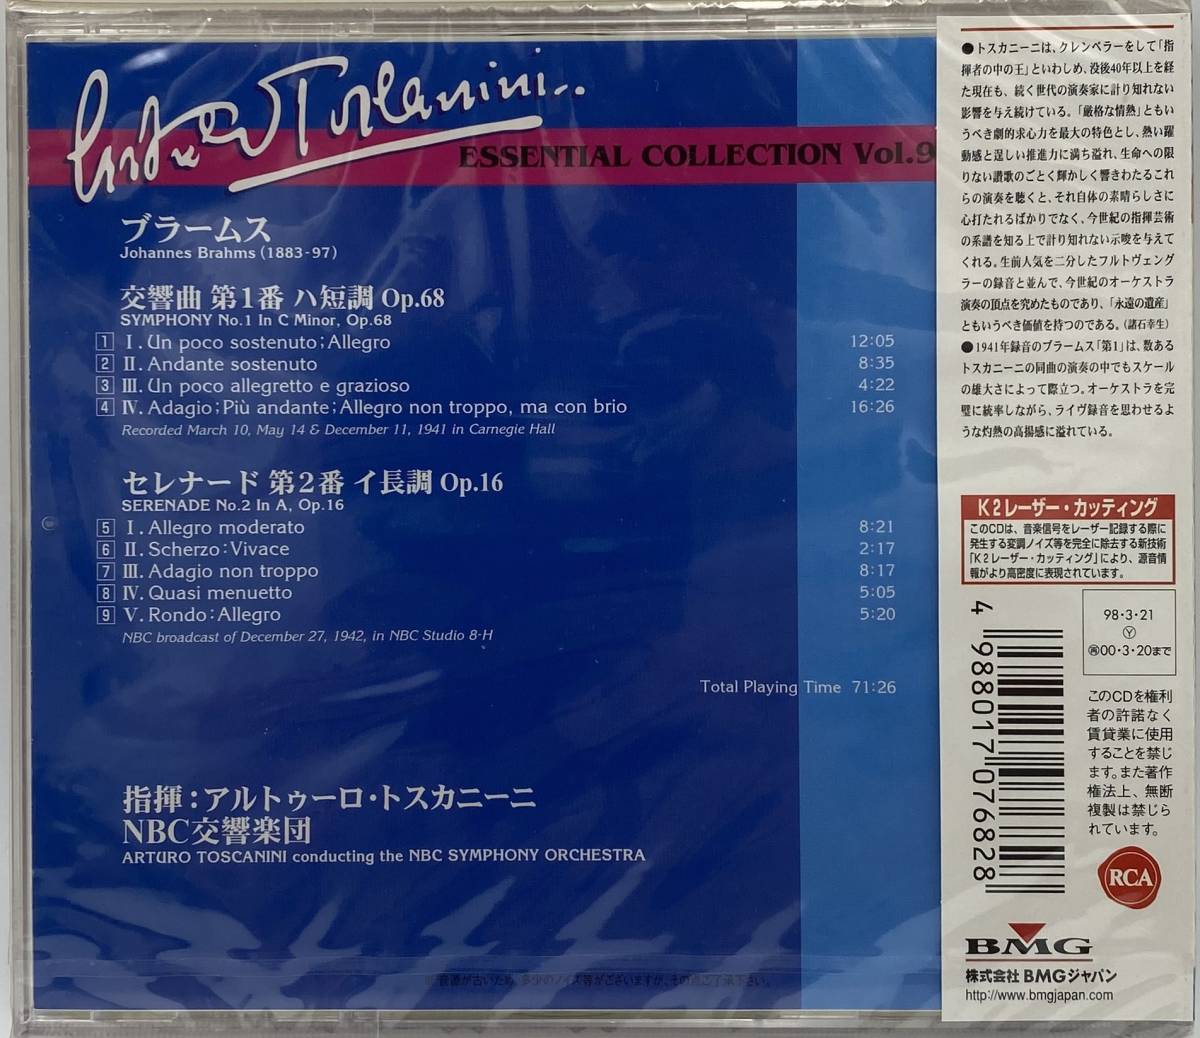 Arturo Toscanini
ESSENTIAL COLLECTION Vol.9
ブラームス
Johannes Brahms (1883-97)
交響曲 第1番 ハ短調 Op.68
SYMPHONY No.1 In C Minor, Op.68
1 I. Un poco sostenuto; Allegro 12:05
2 II. Andante sostenuto 8:35
3 III. Un poco allegretto e grazioso 4:22
4 IV. Adagio; Più andante; Allegro non troppo, ma con brio 16:26
Recorded March 10, May 14 & December 11, 1941 in Carnegie Hall
セレナード 第2番 イ長調 Op.16
SERENADE No.2 In A, Op.16
5 I. Allegro moderato 8:21
6 II. Scherzo: Vivace 2:17
7 III. Adagio non troppo 8:17
8 IV. Quasi menuetto 5:05
9 V. Rondo: Allegro 5:20
NBC broadcast of December 27, 1942, in NBC Studio 8-H
Total Playing Time 71:26
指揮：アルトゥーロ・トスカニーニ
NBC交響楽団
ARTURO TOSCANINI conducting the NBC SYMPHONY ORCHESTRA
音源が古いため、多少のノイズ等がございますが、その点ご了承下さい。
●トスカニーニは、クレンペラーをして「指
揮者の中の王」といわしめ、没後40年以上を経
た現在も、続く世代の演奏家に計り知れない
影響を与え続けている。「厳格な情熱」ともい
うべき劇的求心力を最大の特色とし、熱い躍
動感と逞しい推進力に満ち溢れ、生命への限
りない讃歌のごとく輝かしく響きわたるこれ
らの演奏を聴くと、それ自体の素晴らしさに
心打たれるばかりでなく、今世紀の指揮芸術
の系譜を知る上で計り知れない示唆を与えて
くれる。生前人気を二分したフルトヴェング
ラーの録音と並んで、今世紀のオーケストラ
演奏の頂点を究めたものであり、「永遠の遺産」
ともいうべき価値を持つのである。(諸石幸生)
●1941年録音のブラームス「第1」は、数ある
トスカニーニの同曲の演奏の中でもスケール
の雄大さによって際立つ。オーケストラを完
璧に統率しながら、ライヴ録音を思わせるよ
うな灼熱の高揚感に溢れている。
K2レーザー・カッティング
このCDは、音楽信号をレーザー記録する際に
発生する変調ノイズ等を完全に除去する新技術
「K2レーザー・カッティング」により、源音情
報がより高密度に表現されています。
4 988017 076828
98・3・21
Ⓨ
㊢00・3・20まで
このCDを権利
者の許諾なく
賃貸業に使用
することを禁じ
ます。また著作
権法上、無断
複製は禁じら
れています。
RCA
BMG
株式会社 BMGジャパン
http://www.bmgjapan.com